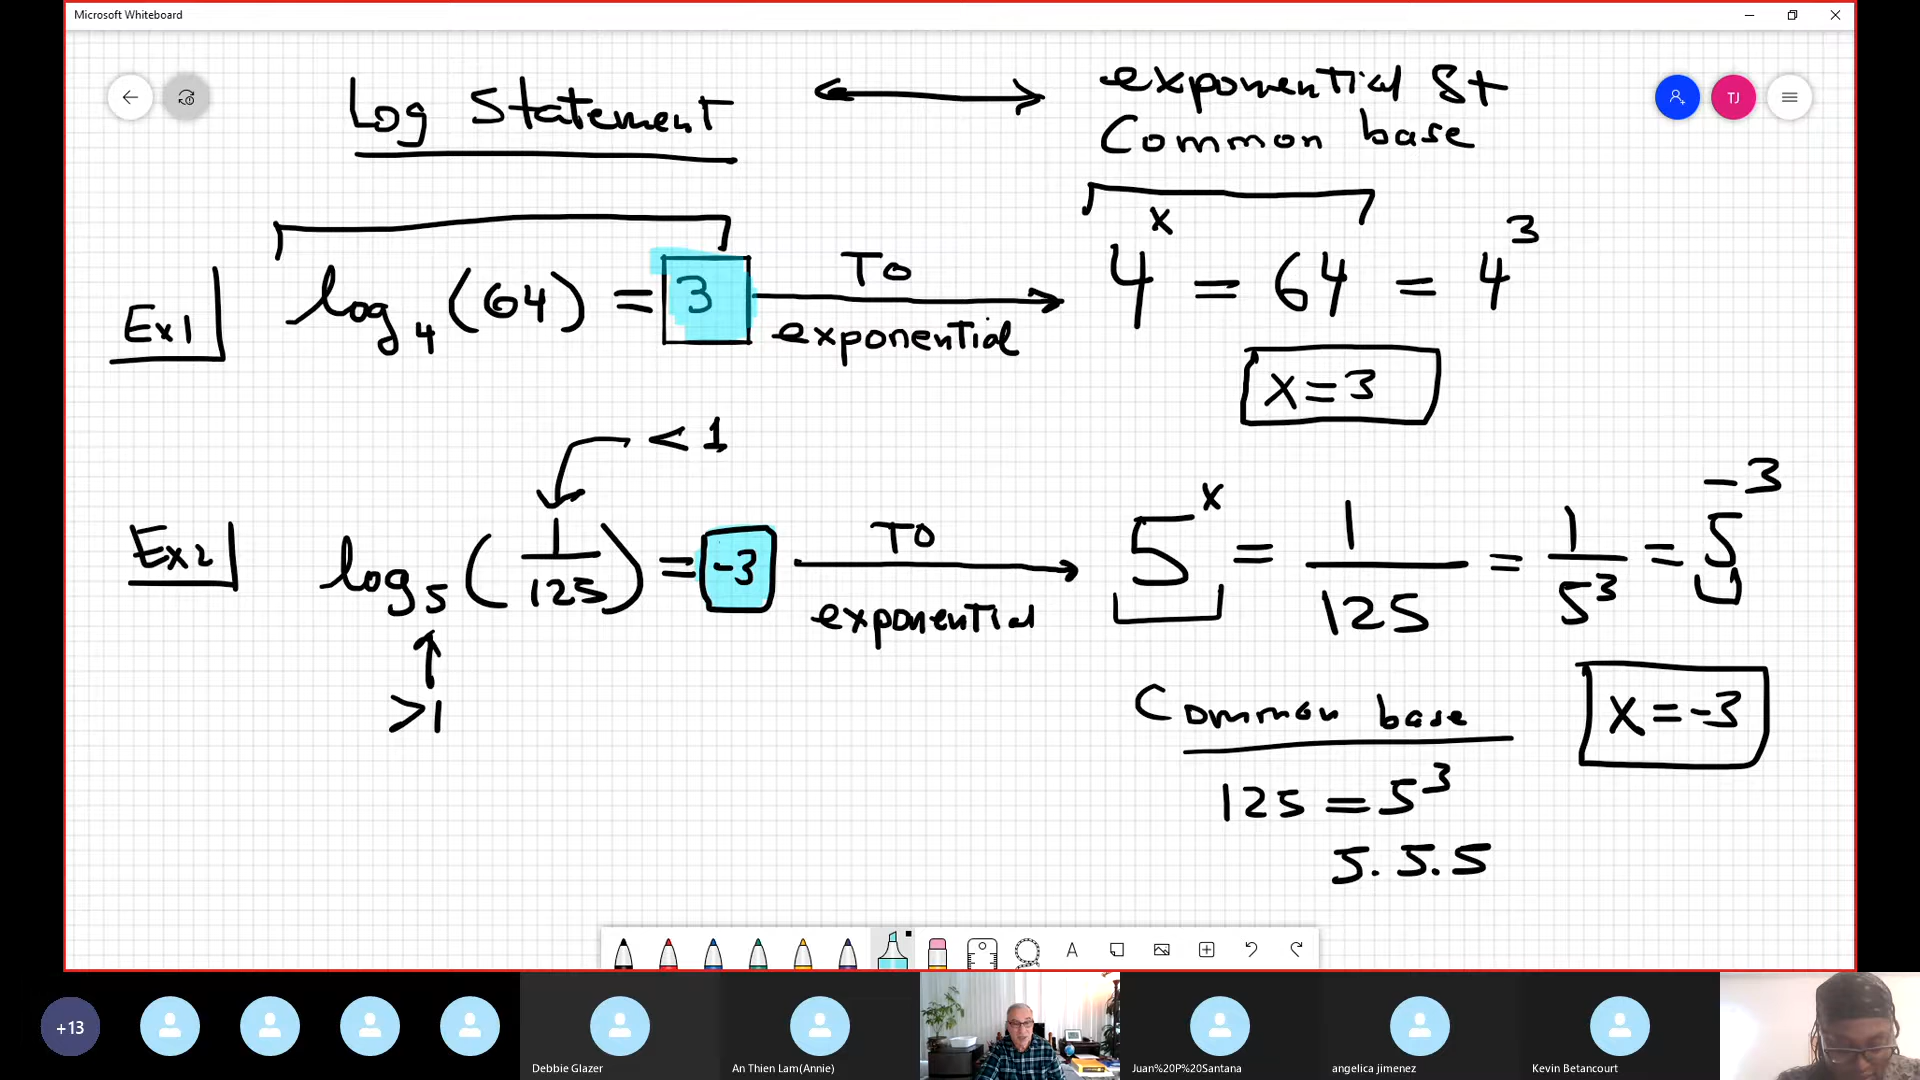 Microsoft Whiteboard
Log Statement ⟷ exponential St
Common base
TJ
Ex1 log₄(64) = 3 To exponential 4ˣ = 64 = 4³
x = 3
< 1
Ex2 log₅(1/125) = -3 To exponential 5ˣ = 1/125 = 1/5³ = 5⁻³
>1
Common base
x = -3
125 = 5³
5.5.5
A
+13
Debbie Glazer
An Thien Lam(Annie)
Juan%20P%20Santana
angelica jimenez
Kevin Betancourt